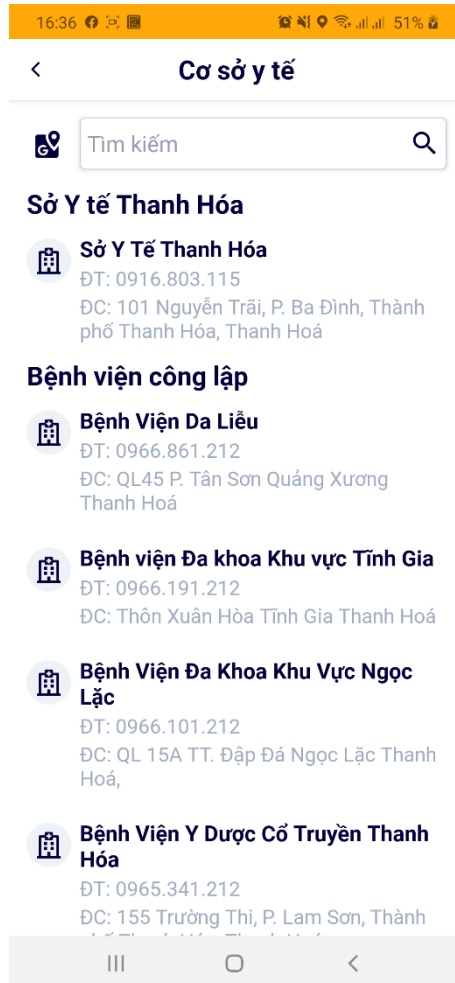 16:36
51%
Cơ sở y tế
G
Tìm kiếm
Sở Y tế Thanh Hóa
Sở Y Tế Thanh Hóa
ĐT: 0916.803.115
ĐC: 101 Nguyễn Trãi, P. Ba Đình, Thành
phố Thanh Hóa, Thanh Hoá
Bệnh viện công lập
Bệnh Viện Da Liễu
ĐT: 0966.861.212
ĐC: QL45 P. Tân Sơn Quảng Xương
Thanh Hoá
Bệnh viện Đa khoa Khu vực Tĩnh Gia
ĐT: 0966.191.212
ĐC: Thôn Xuân Hòa Tĩnh Gia Thanh Hoá
Bệnh Viện Đa Khoa Khu Vực Ngọc
Lặc
ĐT: 0966.101.212
ĐC: QL 15A TT. Đập Đá Ngọc Lặc Thanh
Hoá,
Bệnh Viện Y Dược Cổ Truyền Thanh
Hóa
ĐT: 0965.341.212
ĐC: 155 Trường Thi, P. Lam Sơn, Thành